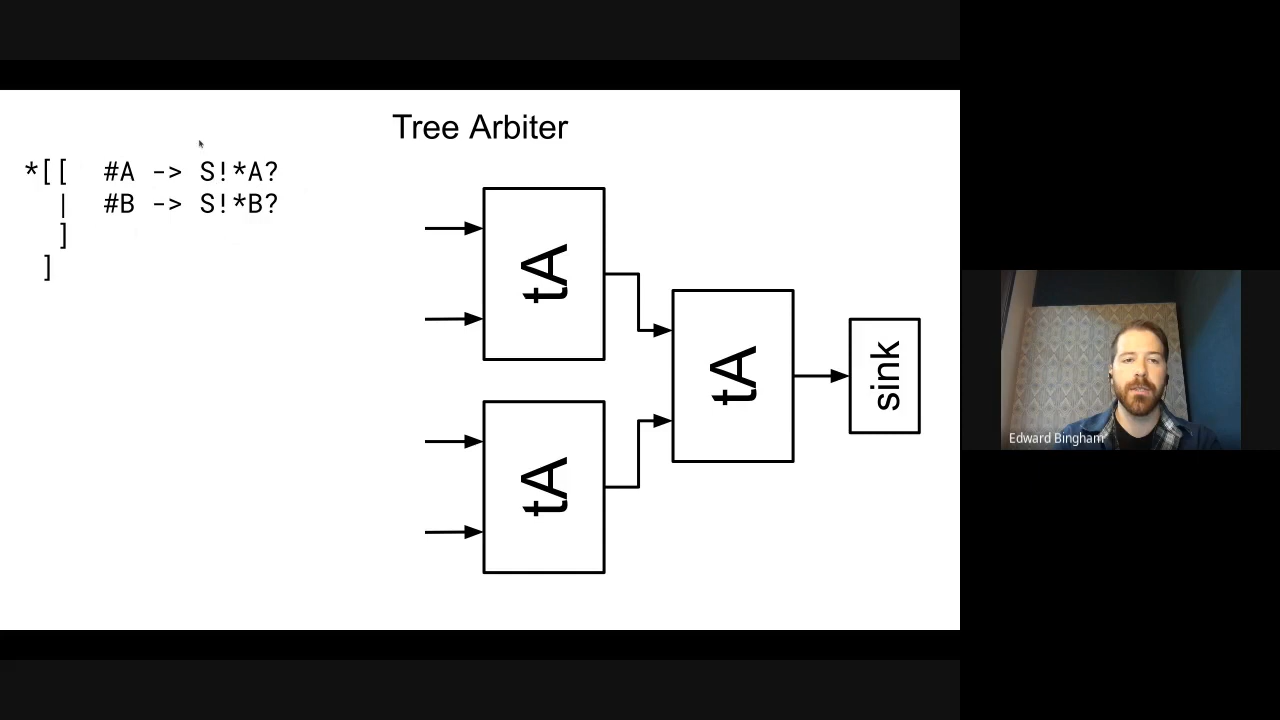 Tree Arbiter
*[[  #A -> S!*A?
  |  #B -> S!*B?
  ]
 ]
tA
tA
tA
sink
Edward Bingham